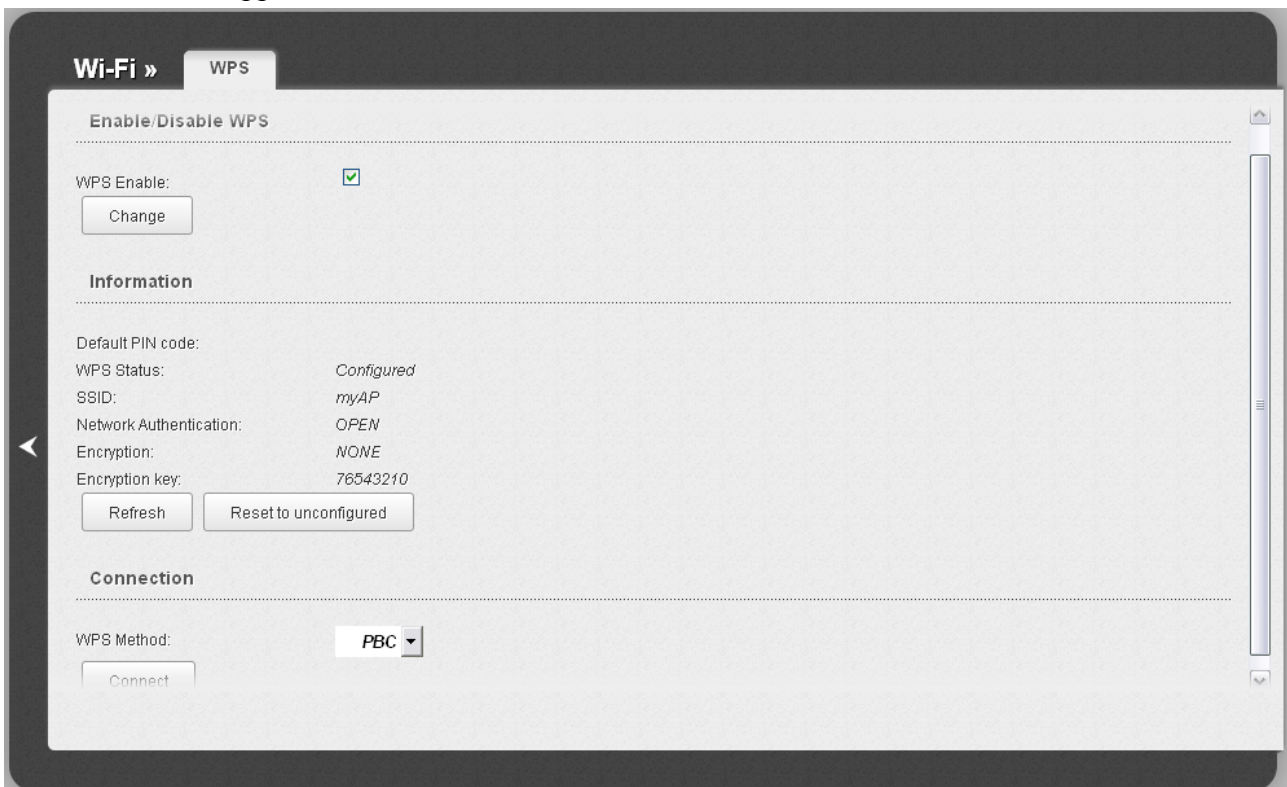 Wi-Fi »
WPS
Enable/Disable WPS
WPS Enable:
Change
Information
Default PIN code:
WPS Status: Configured
SSID: myAP
Network Authentication: OPEN
Encryption: NONE
Encryption key: 76543210
Refresh Reset to unconfigured
Connection
WPS Method: PBC
Connect